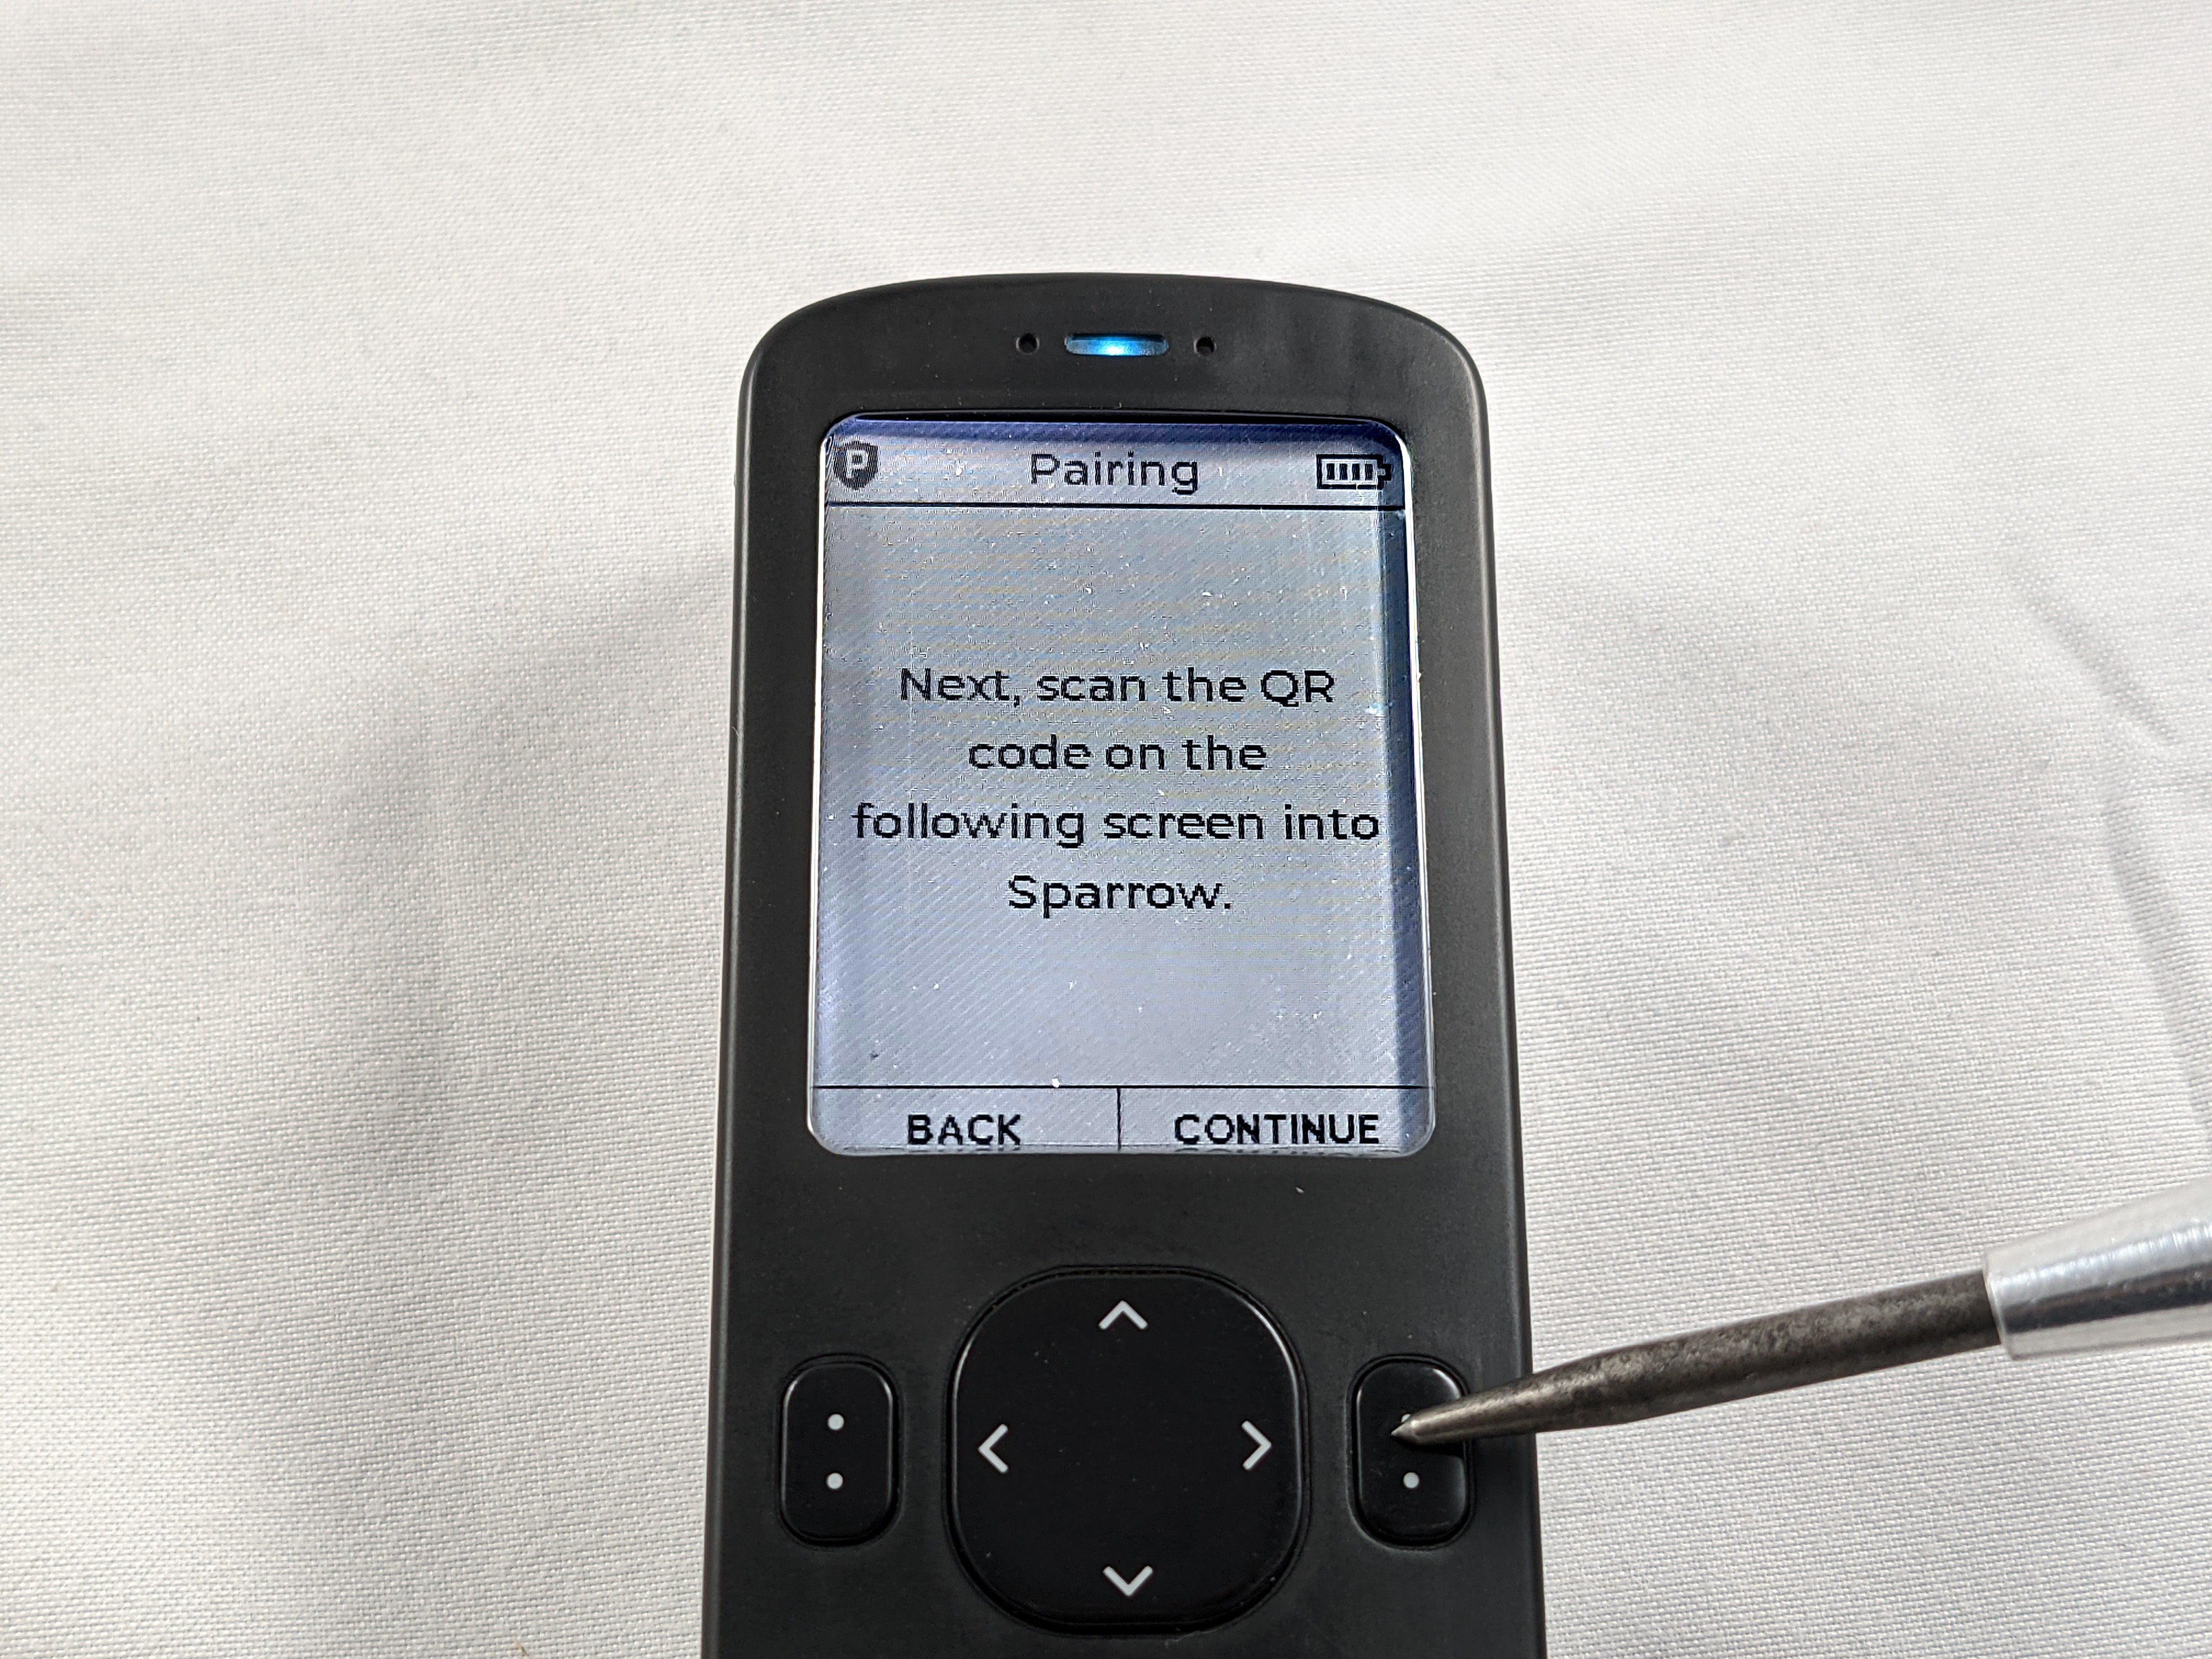 P Pairing
Next, scan the QR
code on the
following screen into
Sparrow.
BACK CONTINUE